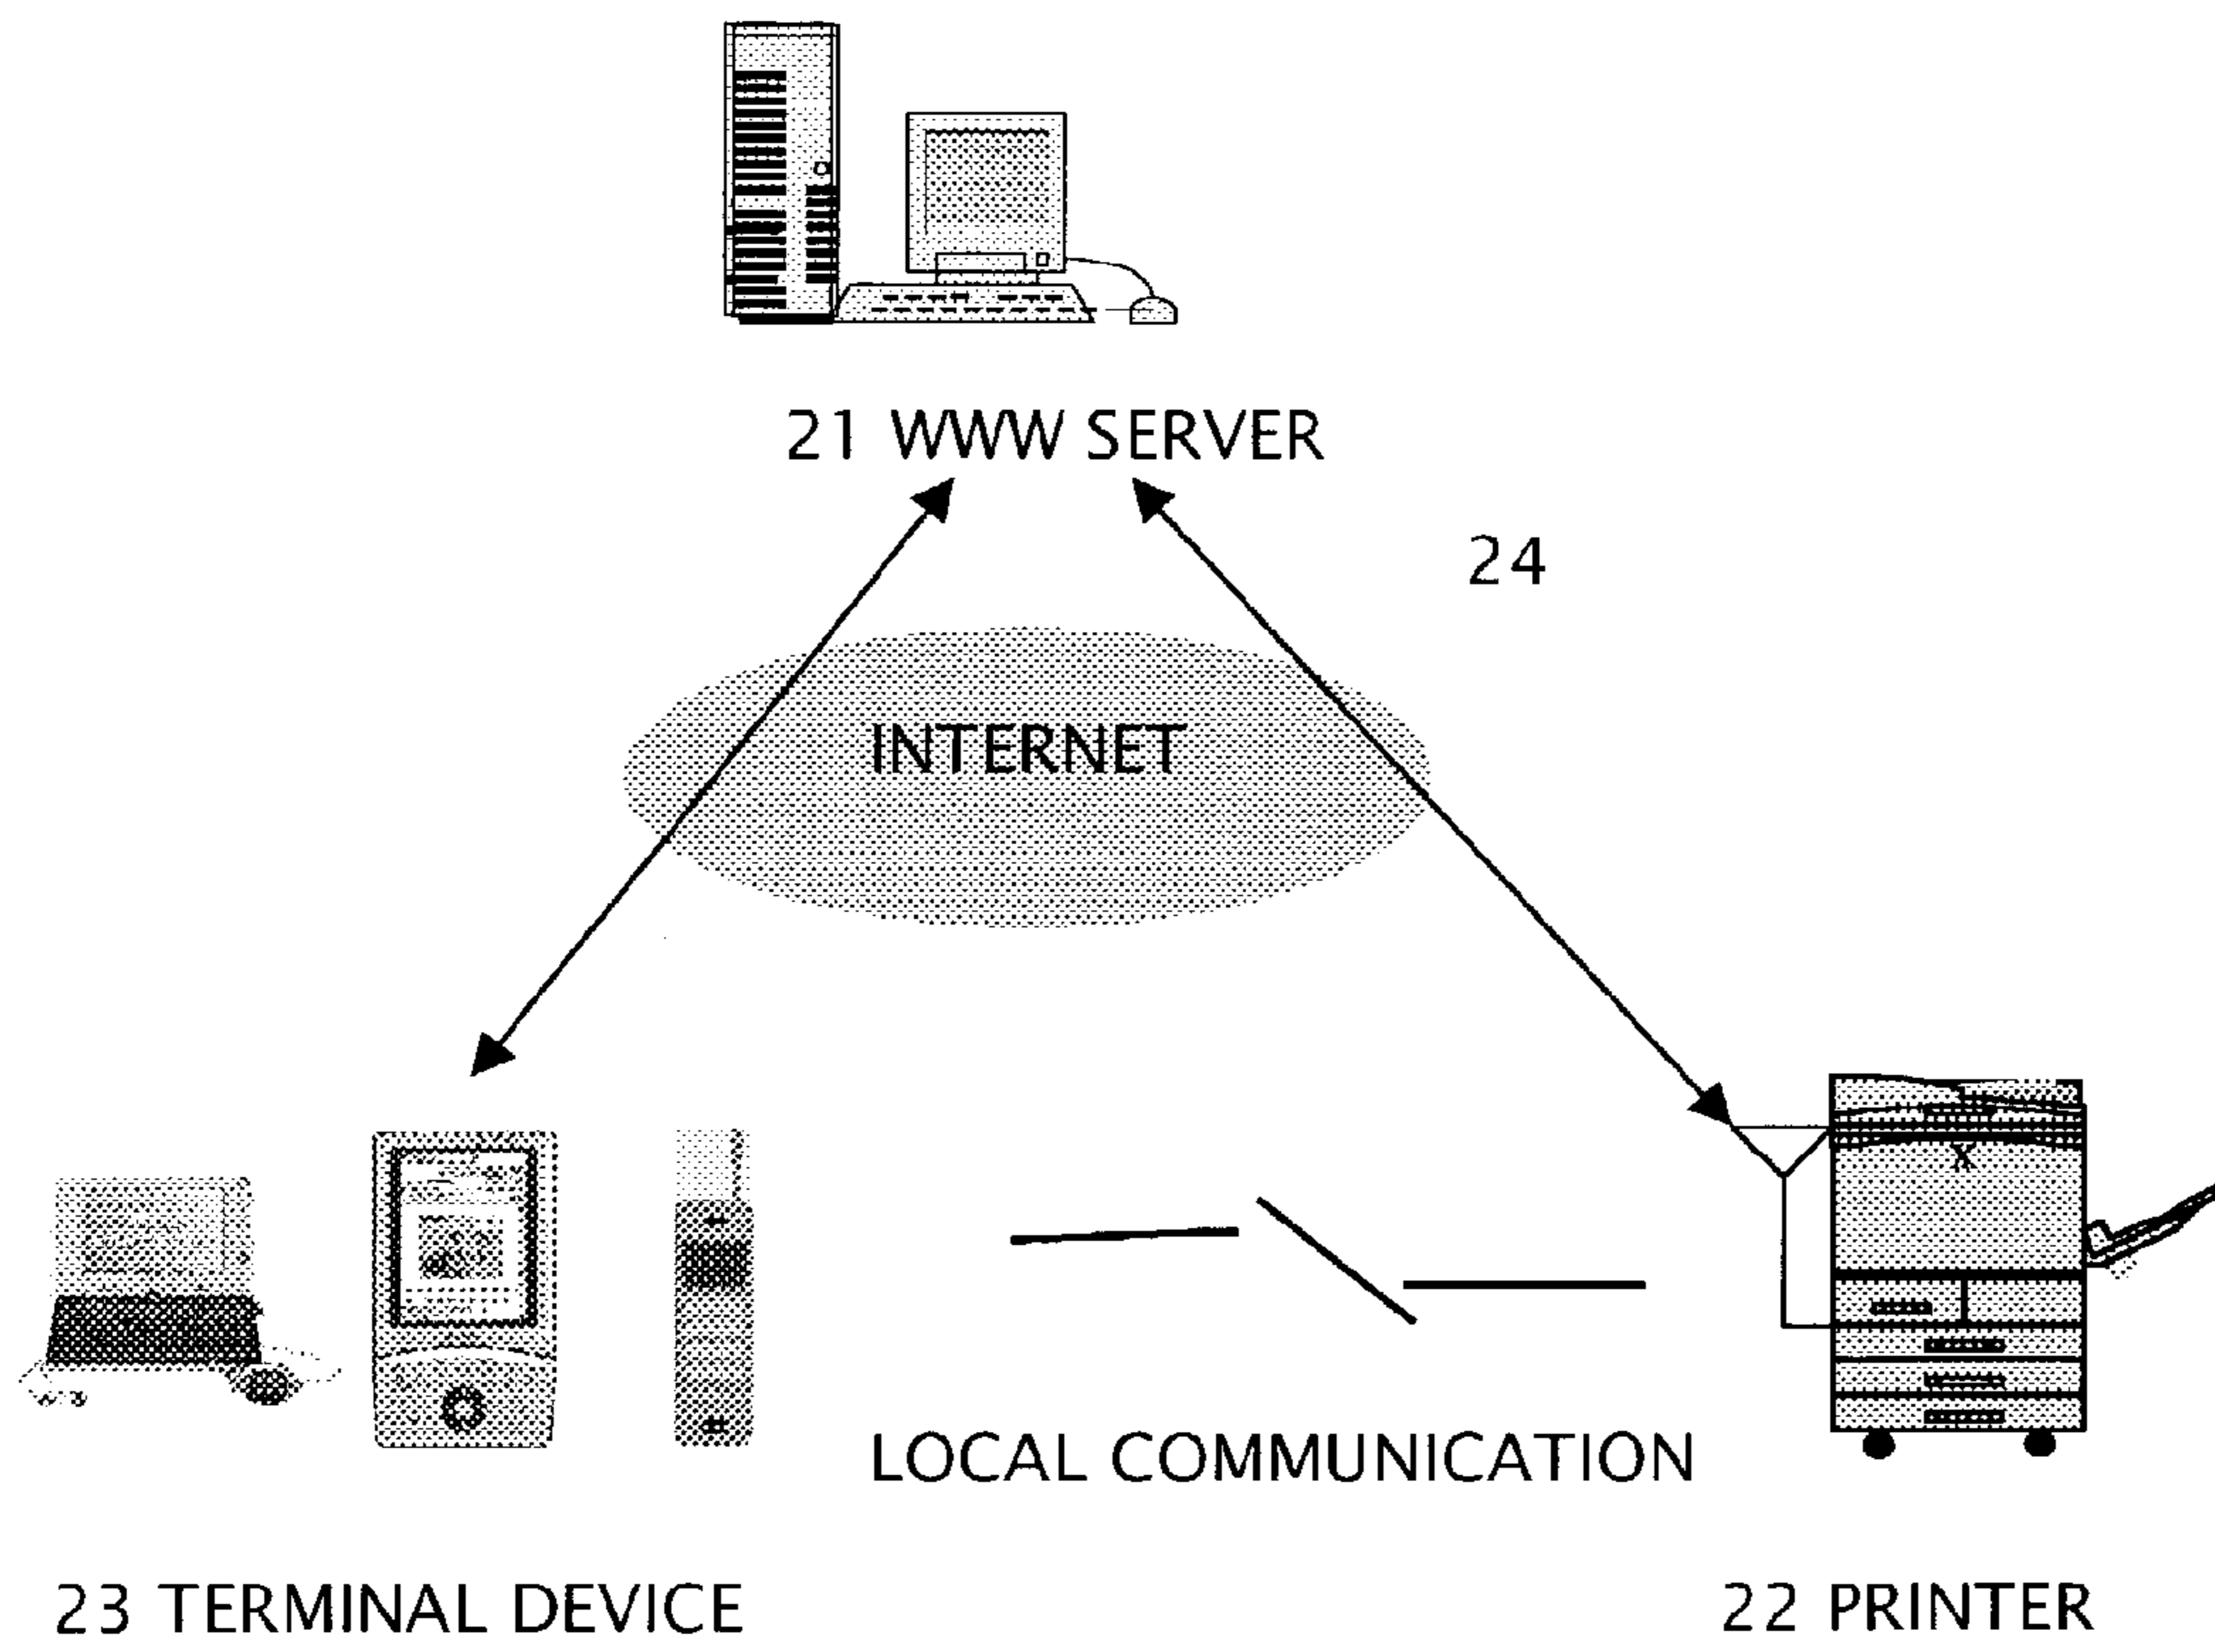 21 WWW SERVER
24
INTERNET
X
LOCAL COMMUNICATION
23 TERMINAL DEVICE
22 PRINTER